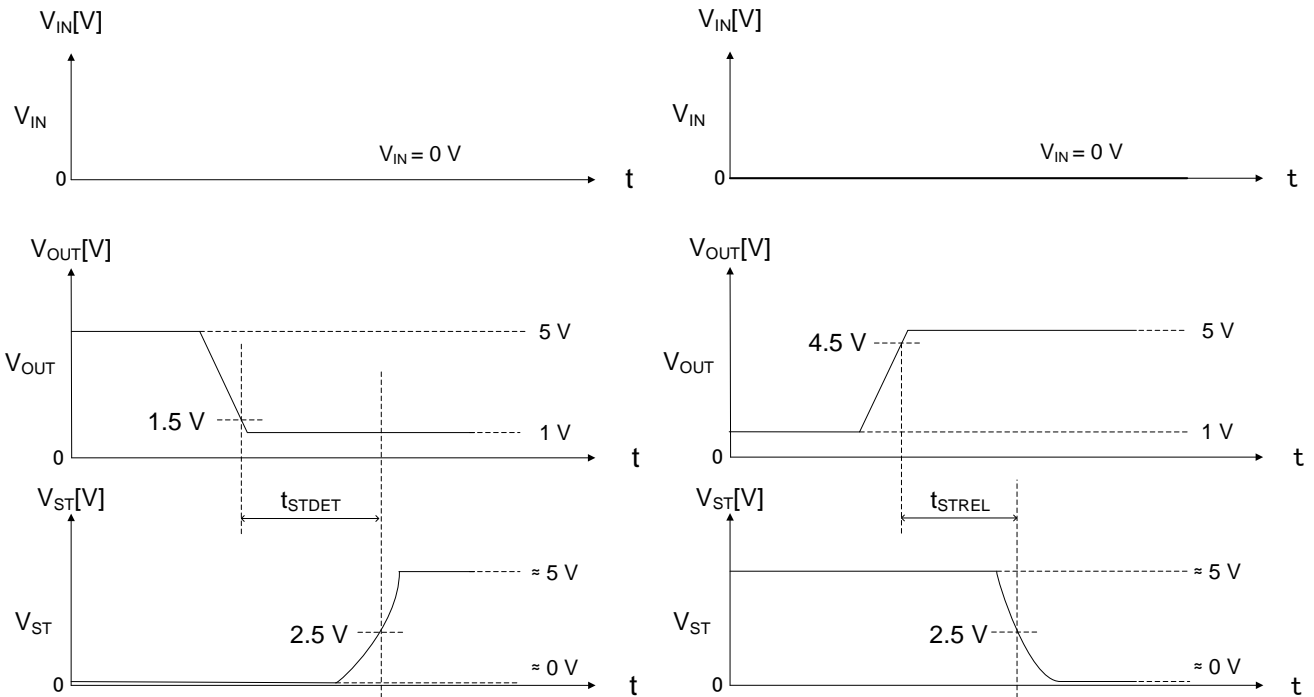 V_IN[V]
V_IN
V_IN = 0 V
0
t
V_OUT[V]
5 V
V_OUT
1.5 V
1 V
0
t
V_ST[V]
t_STDET
≈ 5 V
V_ST
2.5 V
≈ 0 V
0
t
V_IN[V]
V_IN
V_IN = 0 V
0
t
V_OUT[V]
5 V
4.5 V
V_OUT
1 V
0
t
V_ST[V]
t_STREL
≈ 5 V
V_ST
2.5 V
≈ 0 V
0
t